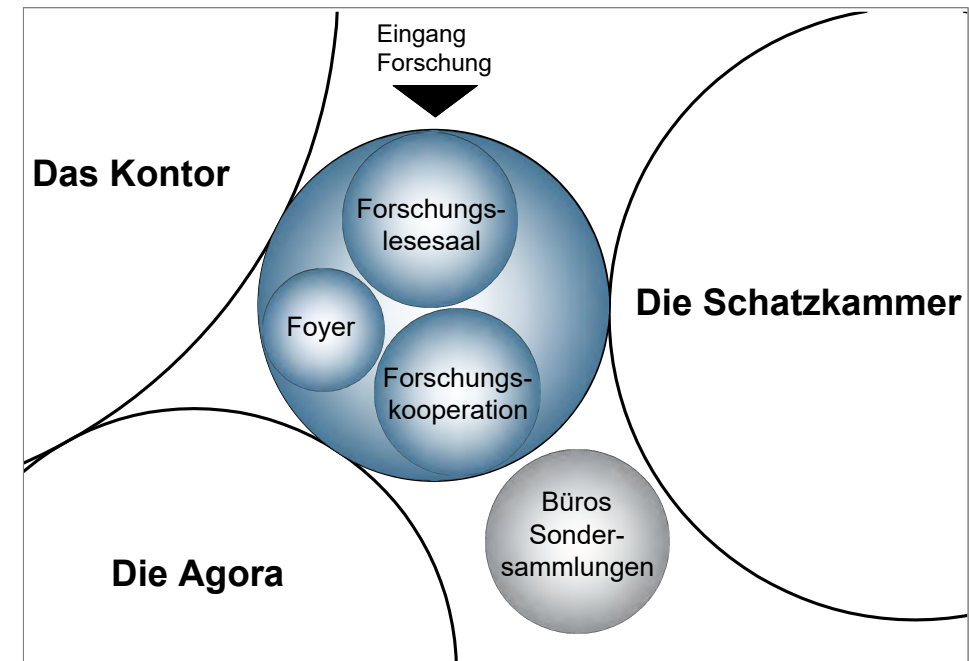 Eingang
Forschung
Das Kontor
Forschungs-
lesesaal
Die Schatzkammer
Foyer
Forschungs-
kooperation
Büros
Sonder-
sammlungen
Die Agora